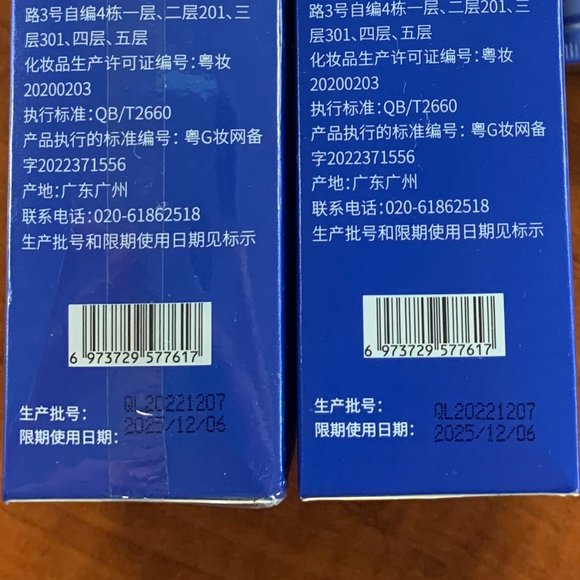 路3号自编4栋一层、二层201、三
层301、四层、五层
化妆品生产许可证编号：粤妆
20200203
执行标准：QB/T2660
产品执行的标准编号：粤G妆网备
字2022371556
产地：广东广州
联系电话：020-61862518
生产批号和限期使用日期见标示
6 973729 577617
生产批号： QL20221207
限期使用日期： 2025/12/06
路3号自编4栋一层、二层201、三
层301、四层、五层
化妆品生产许可证编号：粤妆
20200203
执行标准：QB/T2660
产品执行的标准编号：粤G妆网备
字2022371556
产地：广东广州
联系电话：020-61862518
生产批号和限期使用日期见标示
6 973729 577617
生产批号： QL20221207
限期使用日期： 2025/12/06